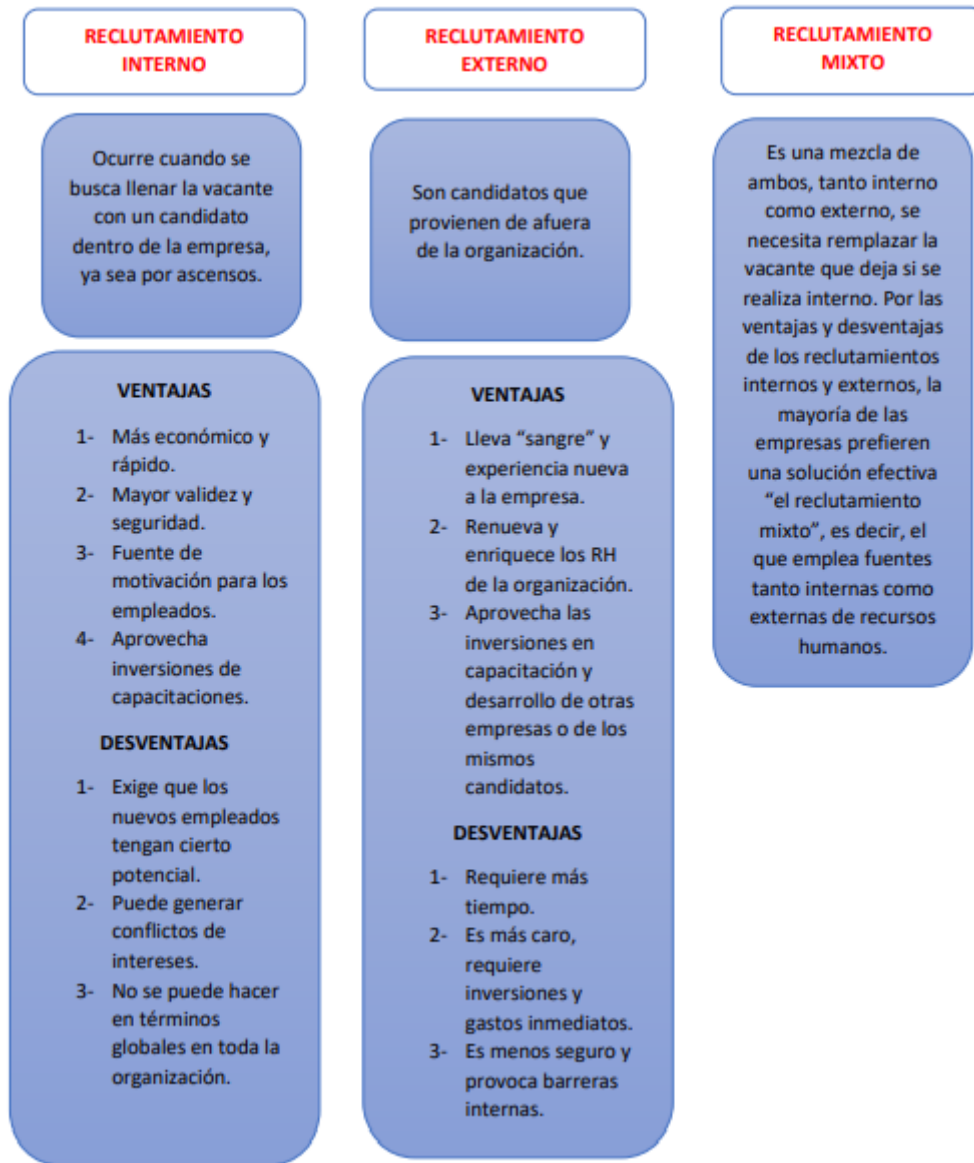 RECLUTAMIENTO
INTERNO
Ocurre cuando se
busca llenar la vacante
con un candidato
dentro de la empresa,
ya sea por ascensos.
VENTAJAS
1- Más económico y
rápido.
2- Mayor validez y
seguridad.
3- Fuente de
motivación para los
empleados.
4- Aprovecha
inversiones de
capacitaciones.
DESVENTAJAS
1- Exige que los
nuevos empleados
tengan cierto
potencial.
2- Puede generar
conflictos de
intereses.
3- No se puede hacer
en términos
globales en toda la
organización.
RECLUTAMIENTO
EXTERNO
Son candidatos que
provienen de afuera
de la organización.
VENTAJAS
1- Lleva “sangre” y
experiencia nueva
a la empresa.
2- Renueva y
enriquece los RH
de la organización.
3- Aprovecha las
inversiones en
capacitación y
desarrollo de otras
empresas o de los
mismos
candidatos.
DESVENTAJAS
1- Requiere más
tiempo.
2- Es más caro,
requiere
inversiones y
gastos inmediatos.
3- Es menos seguro y
provoca barreras
internas.
RECLUTAMIENTO
MIXTO
Es una mezcla de
ambos, tanto interno
como externo, se
necesita remplazar la
vacante que deja si se
realiza interno. Por las
ventajas y desventajas
de los reclutamientos
internos y externos, la
mayoría de las
empresas prefieren
una solución efectiva
“el reclutamiento
mixto”, es decir, el
que emplea fuentes
tanto internas como
externas de recursos
humanos.